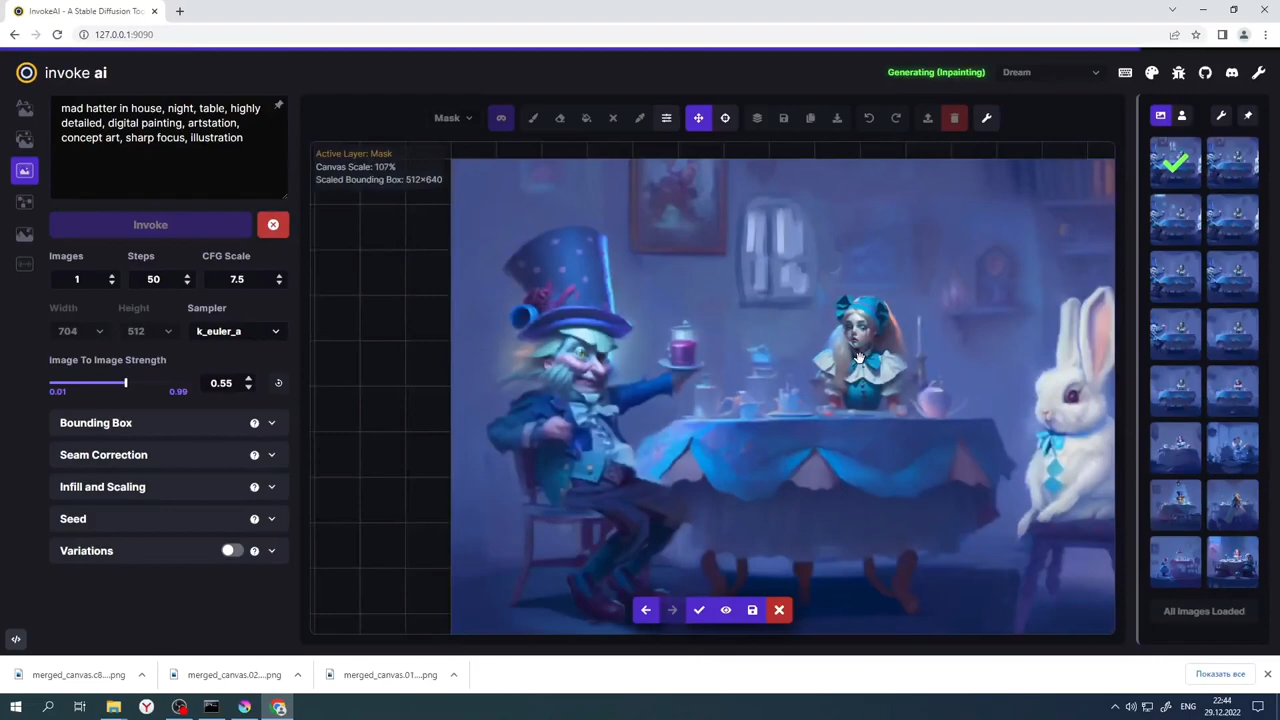 InvokeAI - A Stable Diffusion Too
127.0.0.1:9090
invoke ai
Generating (Inpainting)
Dream
mad hatter in house, night, table, highly
detailed, digital painting, artstation,
concept art, sharp focus, illustration
Mask
Active Layer: Mask
Canvas Scale: 107%
Scaled Bounding Box: 512×640
Invoke
Images
Steps
CFG Scale
1
50
7.5
Width
Height
Sampler
704
512
k_euler_a
Image To Image Strength
0.55
0.01
0.99
Bounding Box
Seam Correction
Infill and Scaling
Seed
Variations
All Images Loaded
merged_canvas.c8....png
merged_canvas.02....png
merged_canvas.01....png
Показать все
ENG
22:44
29.12.2022